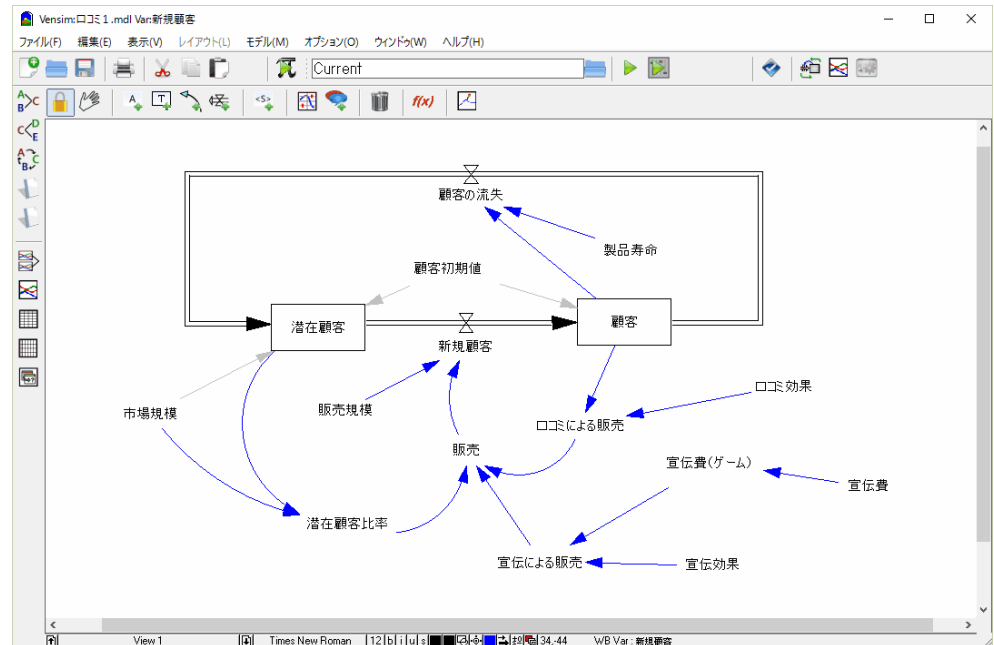 Vensim:口コミ１.mdl Var:新規顧客
ファイル(F) 編集(E) 表示(V) レイアウト(L) モデル(M) オプション(O) ウィンドウ(W) ヘルプ(H)
Current
顧客の流失
製品寿命
顧客初期値
潜在顧客
顧客
新規顧客
口コミ効果
市場規模
販売規模
口コミによる販売
販売
宣伝費(ゲーム)
宣伝費
潜在顧客比率
宣伝による販売
宣伝効果
View 1 Times New Roman 12 b i u s 34,-44 WB Var : 新規顧客